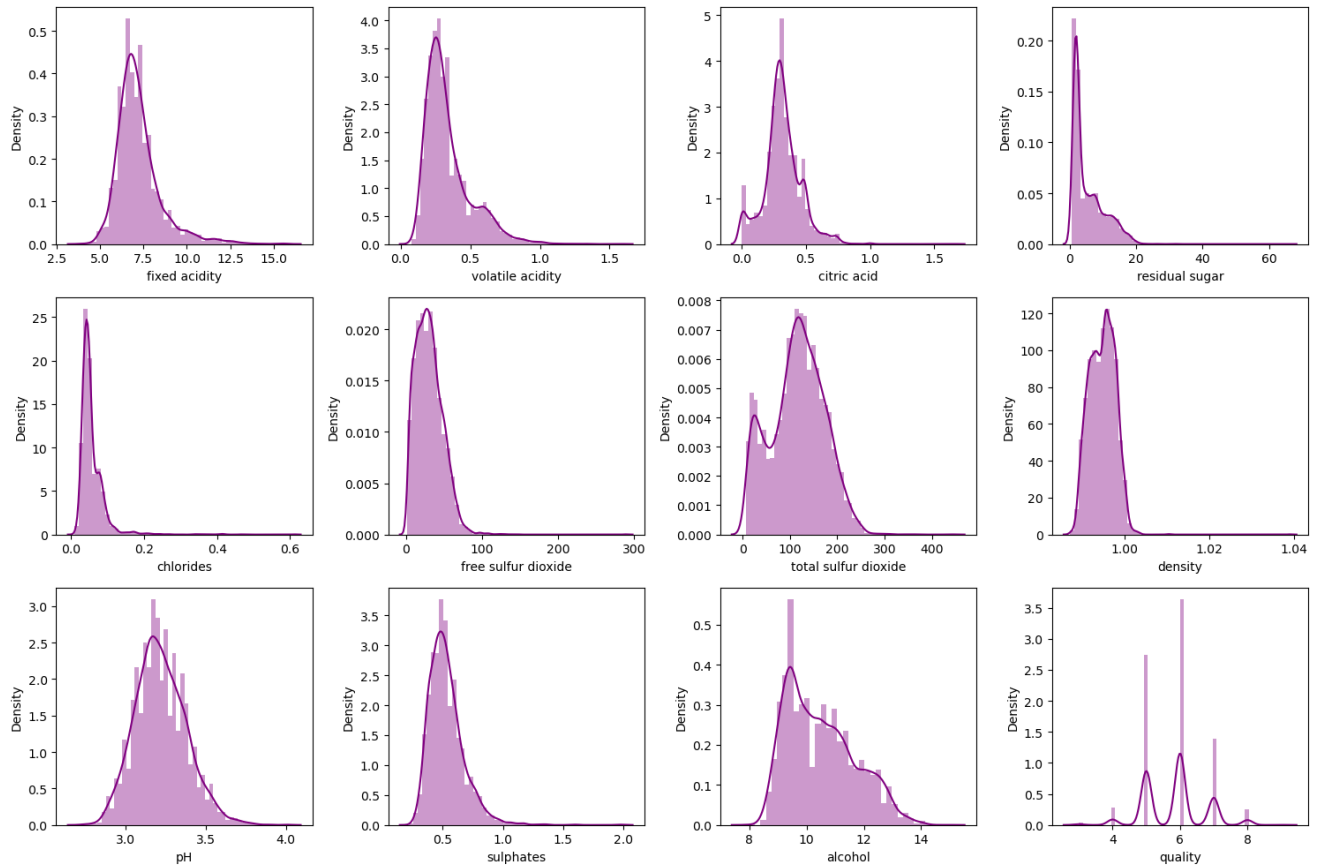 Density
0.5
0.4
0.3
0.2
0.1
0.0
2.5 5.0 7.5 10.0 12.5 15.0
fixed acidity
Density
4.0
3.5
3.0
2.5
2.0
1.5
1.0
0.5
0.0
0.0 0.5 1.0 1.5
volatile acidity
Density
5
4
3
2
1
0
0.0 0.5 1.0 1.5
citric acid
Density
0.20
0.15
0.10
0.05
0.00
0 20 40 60
residual sugar
Density
25
20
15
10
5
0
0.0 0.2 0.4 0.6
chlorides
Density
0.020
0.015
0.010
0.005
0.000
0 100 200 300
free sulfur dioxide
Density
0.008
0.007
0.006
0.005
0.004
0.003
0.002
0.001
0.000
0 100 200 300 400
total sulfur dioxide
Density
120
100
80
60
40
20
0
1.00 1.02 1.04
density
Density
3.0
2.5
2.0
1.5
1.0
0.5
0.0
3.0 3.5 4.0
pH
Density
3.5
3.0
2.5
2.0
1.5
1.0
0.5
0.0
0.5 1.0 1.5 2.0
sulphates
Density
0.5
0.4
0.3
0.2
0.1
0.0
8 10 12 14
alcohol
Density
3.5
3.0
2.5
2.0
1.5
1.0
0.5
0.0
4 6 8
quality